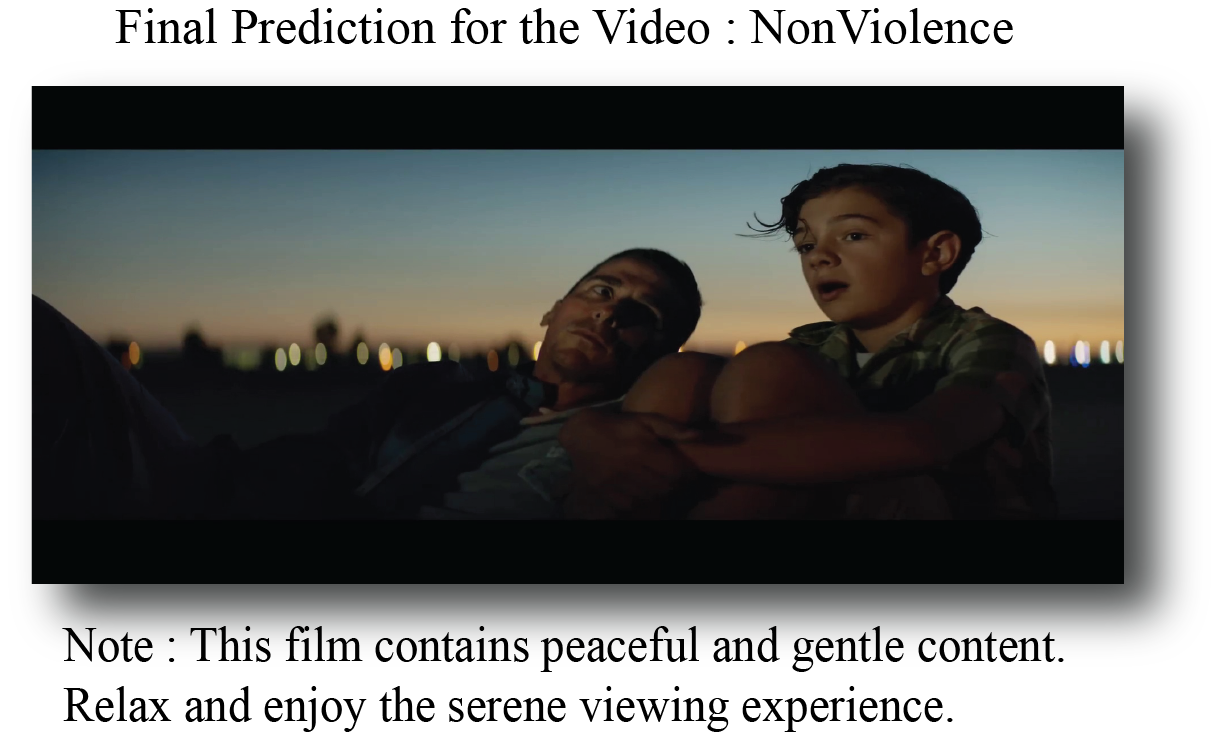 Final Prediction for the Video : NonViolence
Note : This film contains peaceful and gentle content.
Relax and enjoy the serene viewing experience.